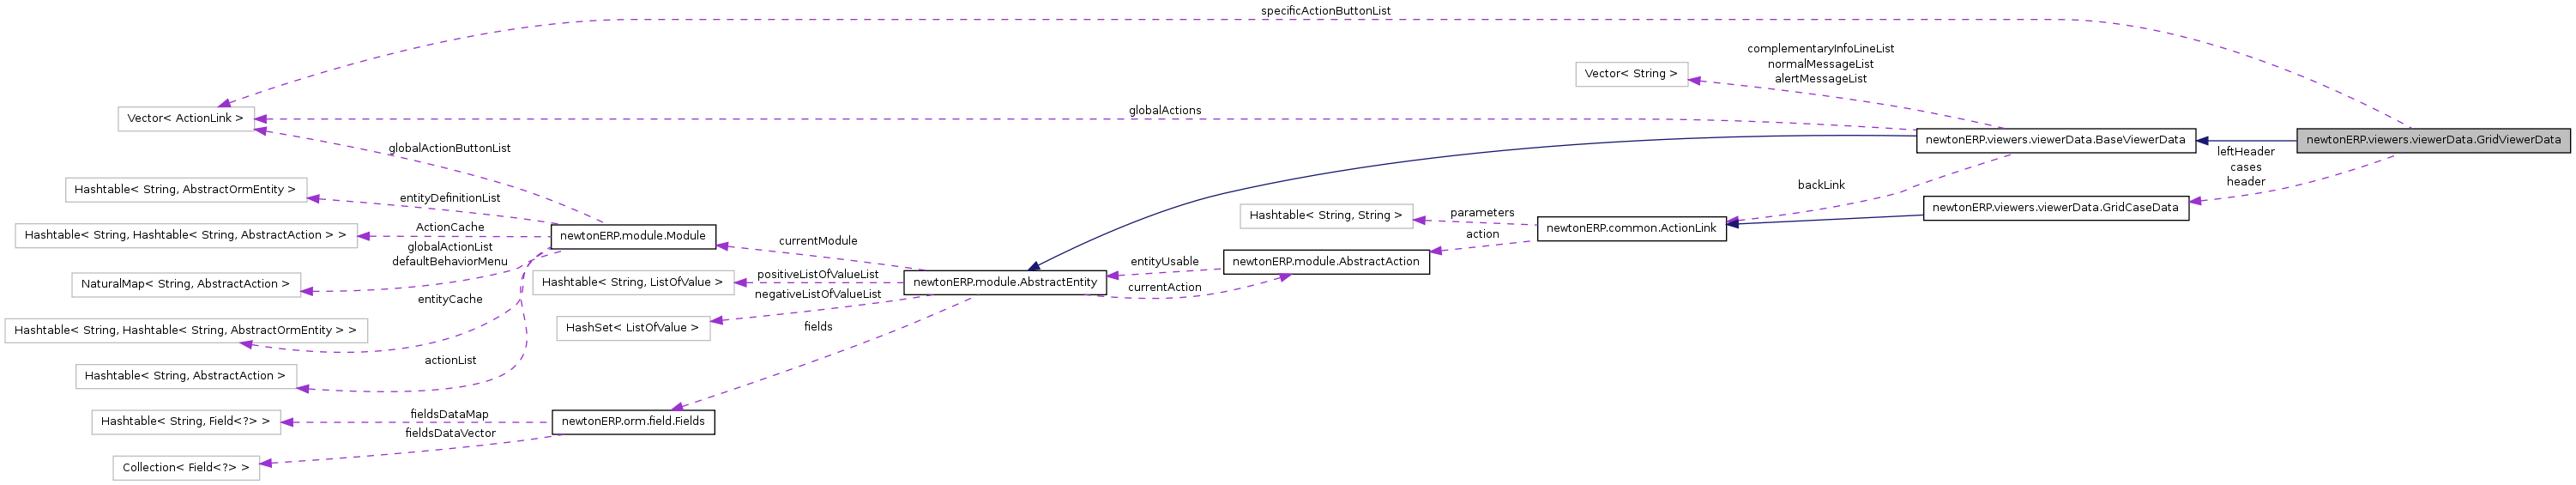 specificActionButtonList
complementaryInfoLineList
normalMessageList
alertMessageList
Vector< String >
globalActions
Vector< ActionLink >
newtonERP.viewers.viewerData.BaseViewerData
newtonERP.viewers.viewerData.GridViewerData
globalActionButtonList
leftHeader
cases
header
backLink
Hashtable< String, AbstractOrmEntity >
entityDefinitionList
newtonERP.viewers.viewerData.GridCaseData
Hashtable< String, String >
parameters
newtonERP.common.ActionLink
action
Hashtable< String, Hashtable< String, AbstractAction > >
ActionCache
newtonERP.module.Module
currentModule
globalActionList
defaultBehaviorMenu
entityUsable
newtonERP.module.AbstractAction
NaturalMap< String, AbstractAction >
Hashtable< String, ListOfValue >
positiveListOfValueList
newtonERP.module.AbstractEntity
currentAction
negativeListOfValueList
entityCache
HashSet< ListOfValue >
fields
Hashtable< String, Hashtable< String, AbstractOrmEntity > >
actionList
Hashtable< String, AbstractAction >
fieldsDataMap
Hashtable< String, Field<?> >
newtonERP.orm.field.Fields
fieldsDataVector
Collection< Field<?> >